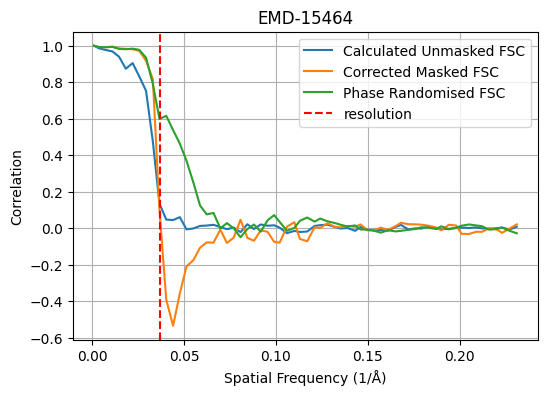 EMD-15464
Calculated Unmasked FSC
Corrected Masked FSC
Phase Randomised FSC
resolution
Correlation
1.0
0.8
0.6
0.4
0.2
0.0
−0.2
−0.4
−0.6
0.00 0.05 0.10 0.15 0.20
Spatial Frequency (1/Å)